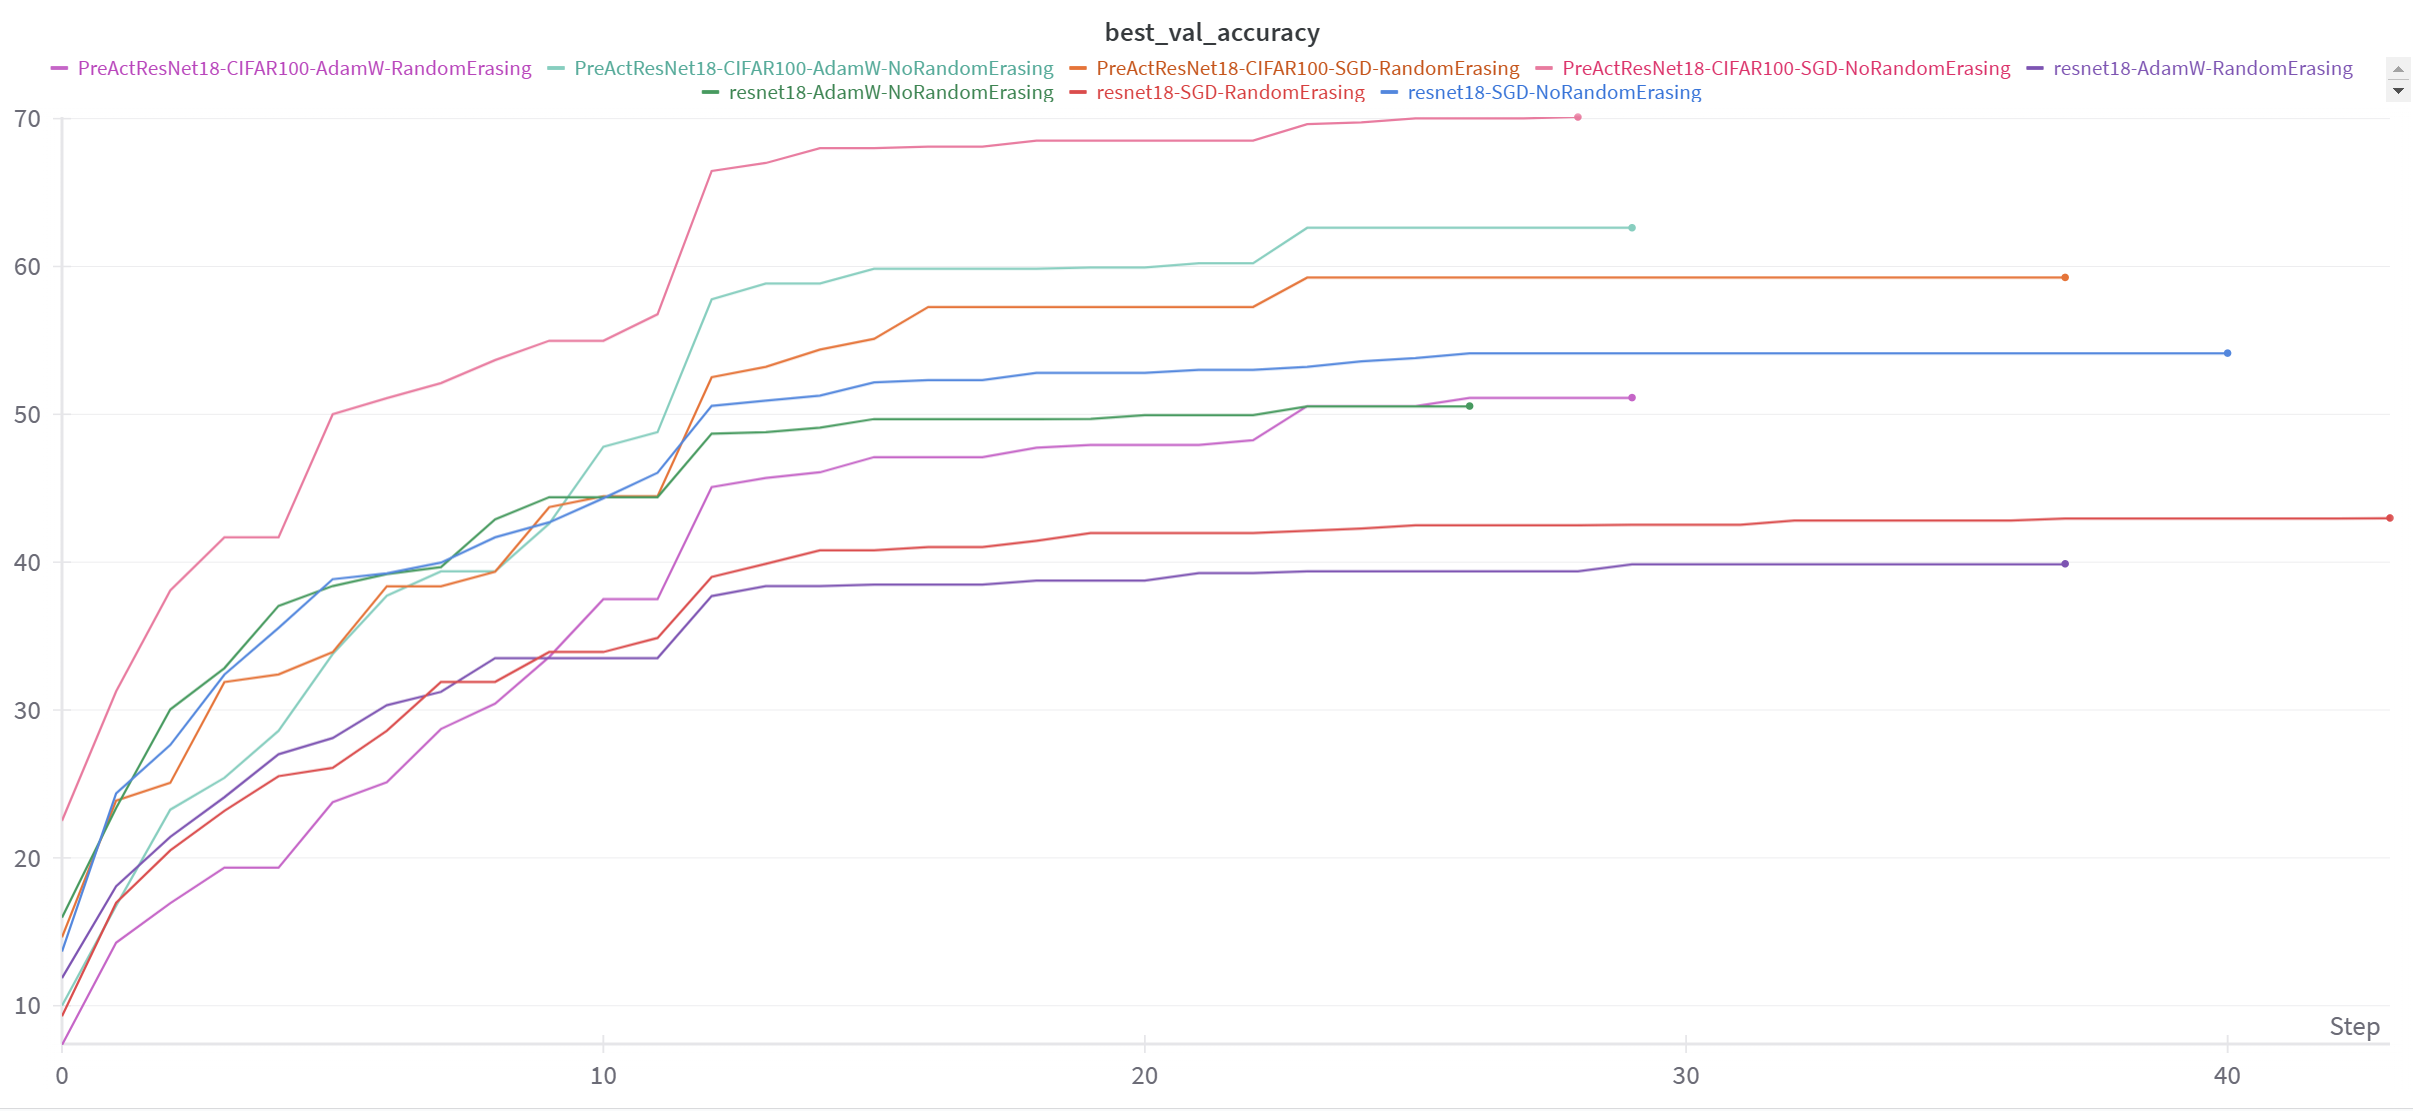 best_val_accuracy
PreActResNet18-CIFAR100-AdamW-RandomErasing PreActResNet18-CIFAR100-AdamW-NoRandomErasing PreActResNet18-CIFAR100-SGD-RandomErasing PreActResNet18-CIFAR100-SGD-NoRandomErasing resnet18-AdamW-RandomErasing
resnet18-AdamW-NoRandomErasing resnet18-SGD-RandomErasing resnet18-SGD-NoRandomErasing
70
60
50
40
30
20
10
Step
0 10 20 30 40